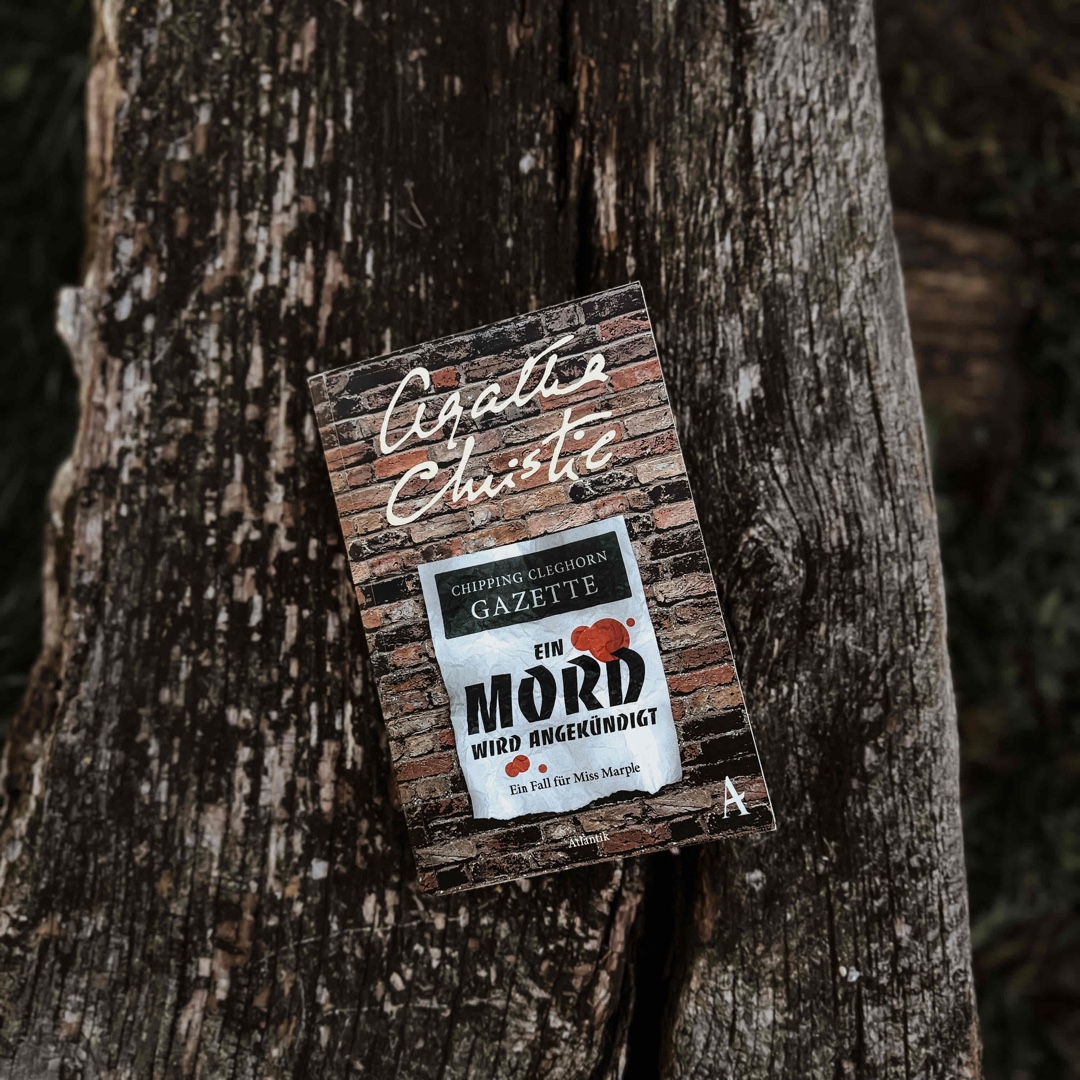 Agatha
Christie
CHIPPING CLEGHORN
GAZETTE
EIN
MORD
WIRD ANGEKÜNDIGT
Ein Fall für Miss Marple
A
Atlantik